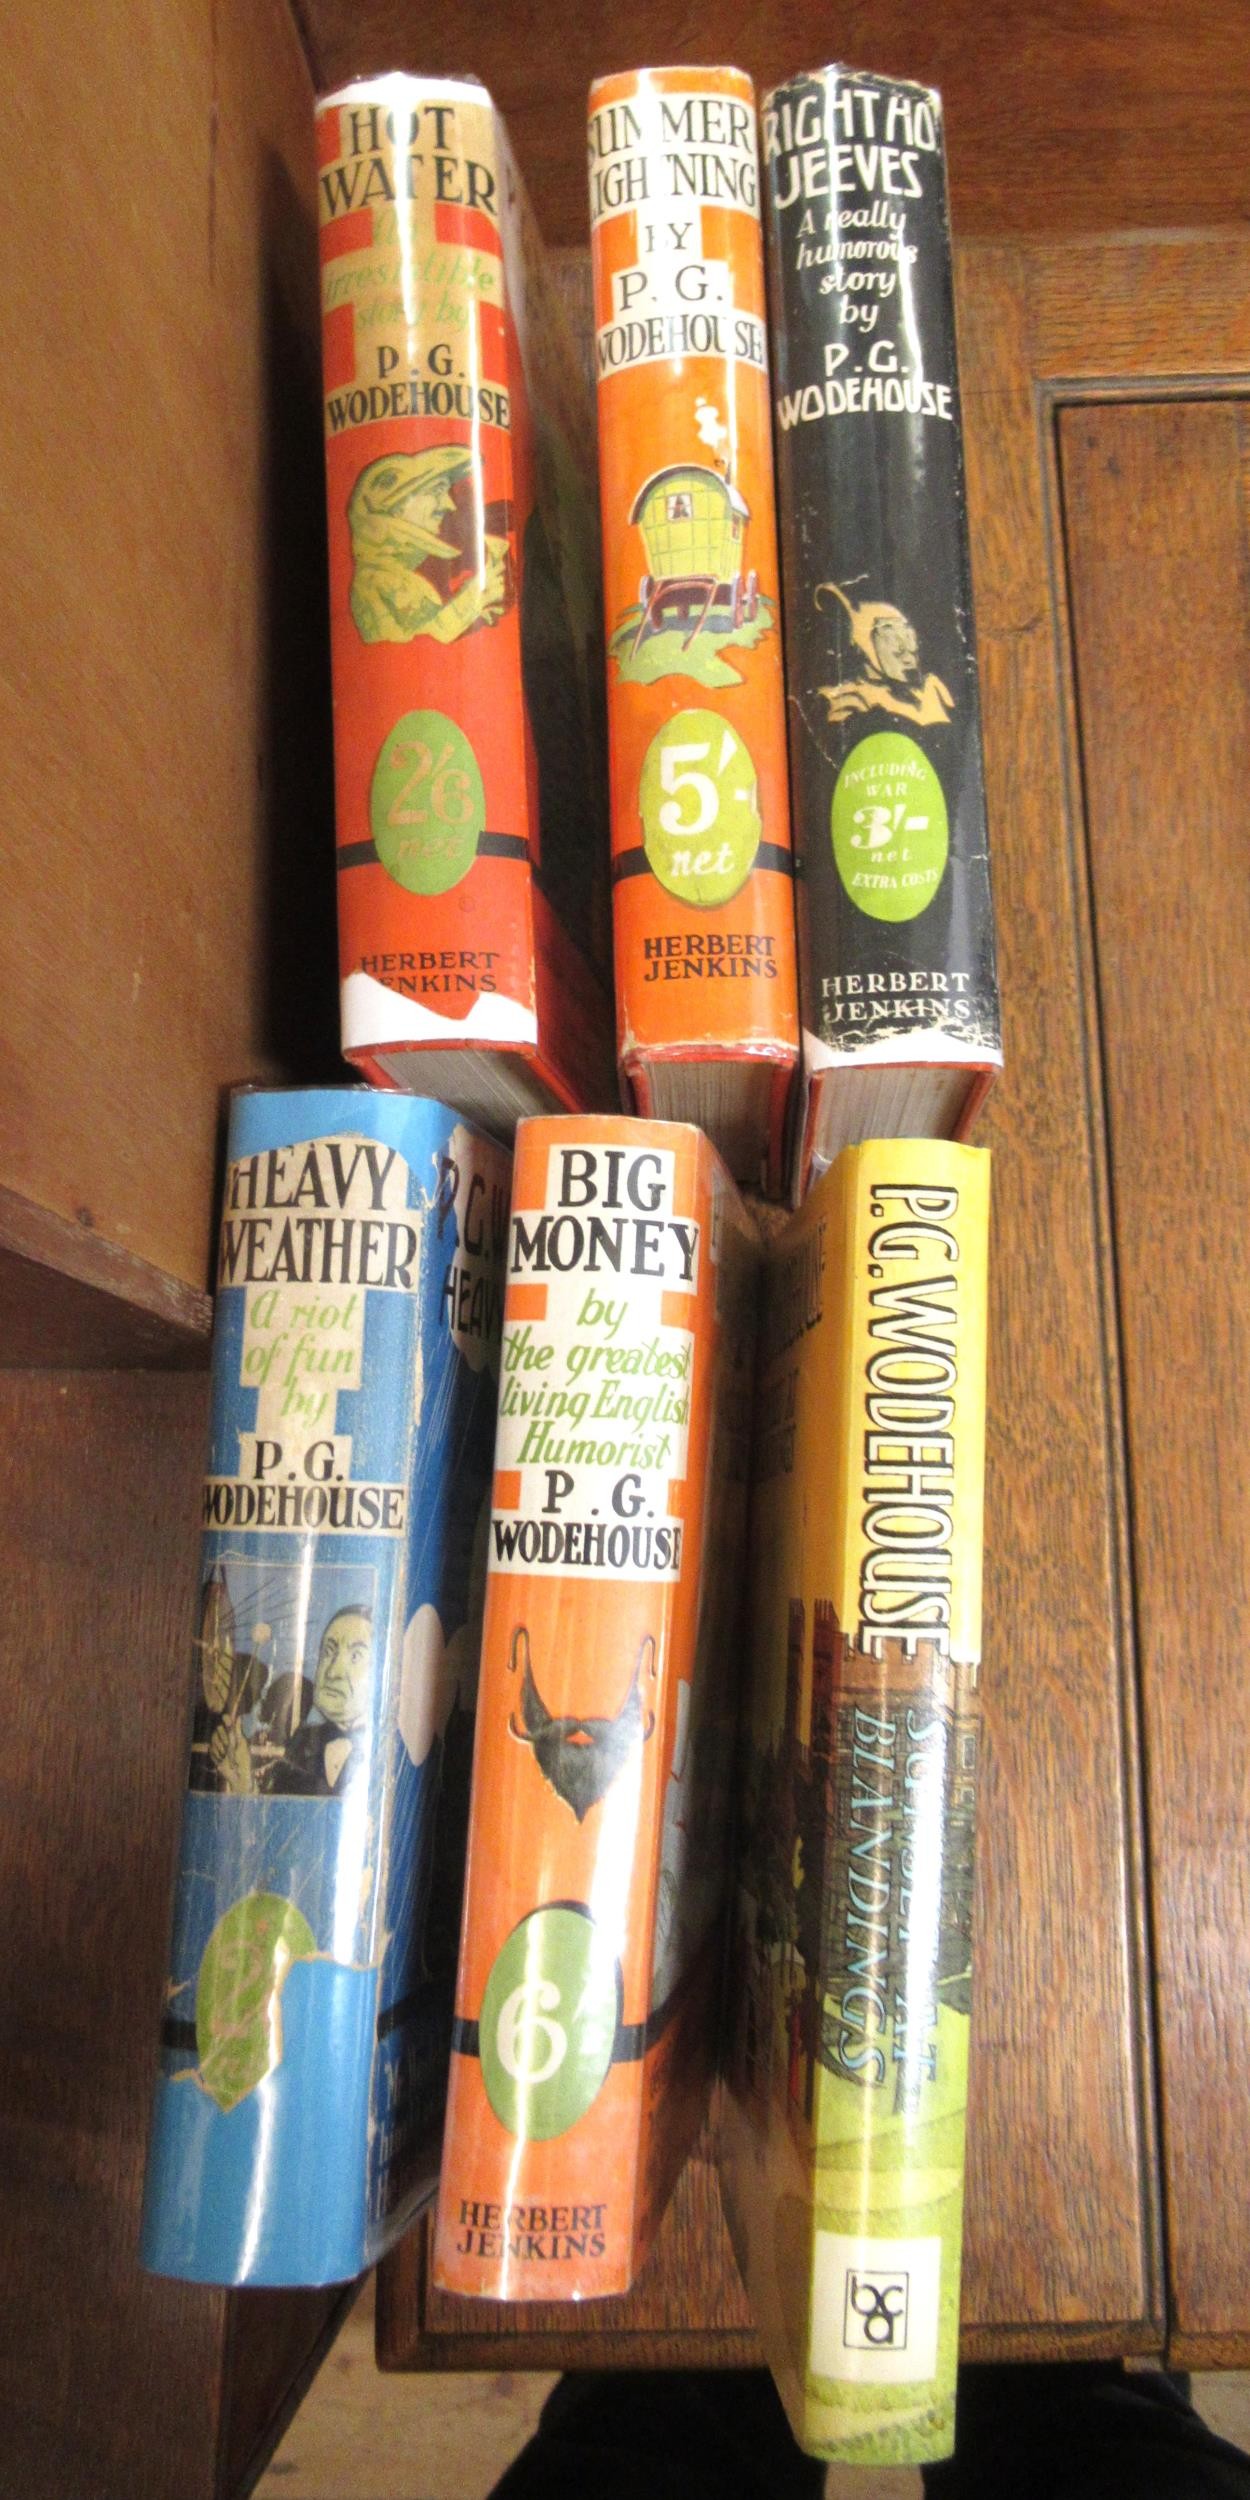 HOT
WATER
irresistible
story by
P. G.
WODEHOUSE
2/6
net
HERBERT
JENKINS
SUMMER
LIGHTNING
BY
P. G.
WODEHOUSE
5/-
net
HERBERT
JENKINS
RIGHT HO
JEEVES
A really
humorous
story
by
P.G.
WODEHOUSE
INCLUDING
WAR
3/-
net
EXTRA COSTS
HERBERT
JENKINS
HEAVY
WEATHER
A riot
of fun
by
P.G.
WODEHOUSE
P.G.W
HEAV
BIG
MONEY
by
the greatest
living English
Humorist
P. G.
WODEHOUSE
6/-
HERBERT
JENKINS
P.G. WODEHOUSE
SUNSET AT
BLANDINGS
bca